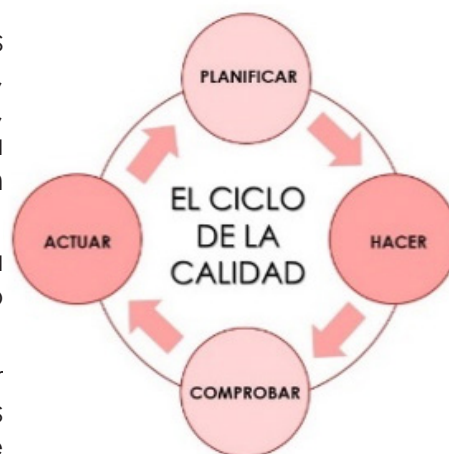 PLANIFICAR
EL CICLO
DE LA
CALIDAD
ACTUAR
HACER
COMPROBAR